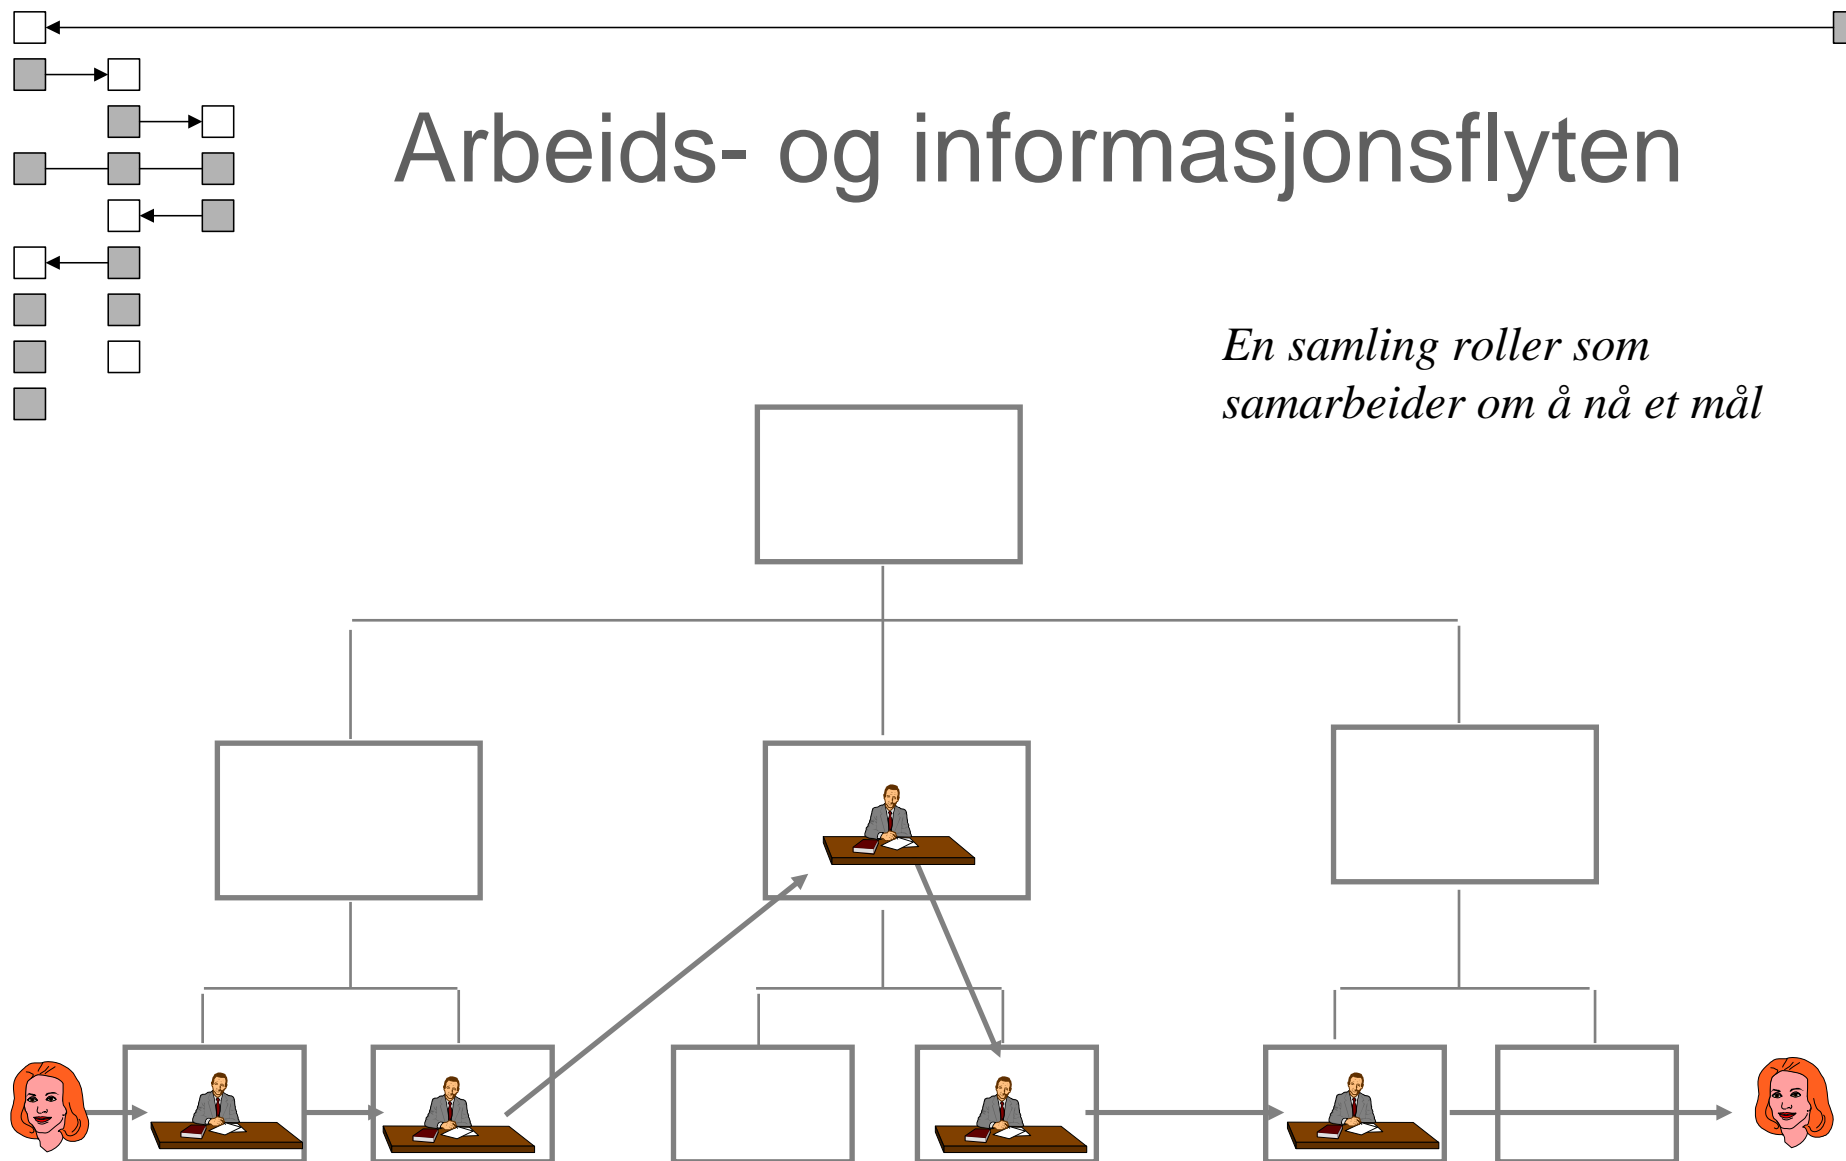 Arbeids- og informasjonsflyten
En samling roller som
samarbeider om å nå et mål